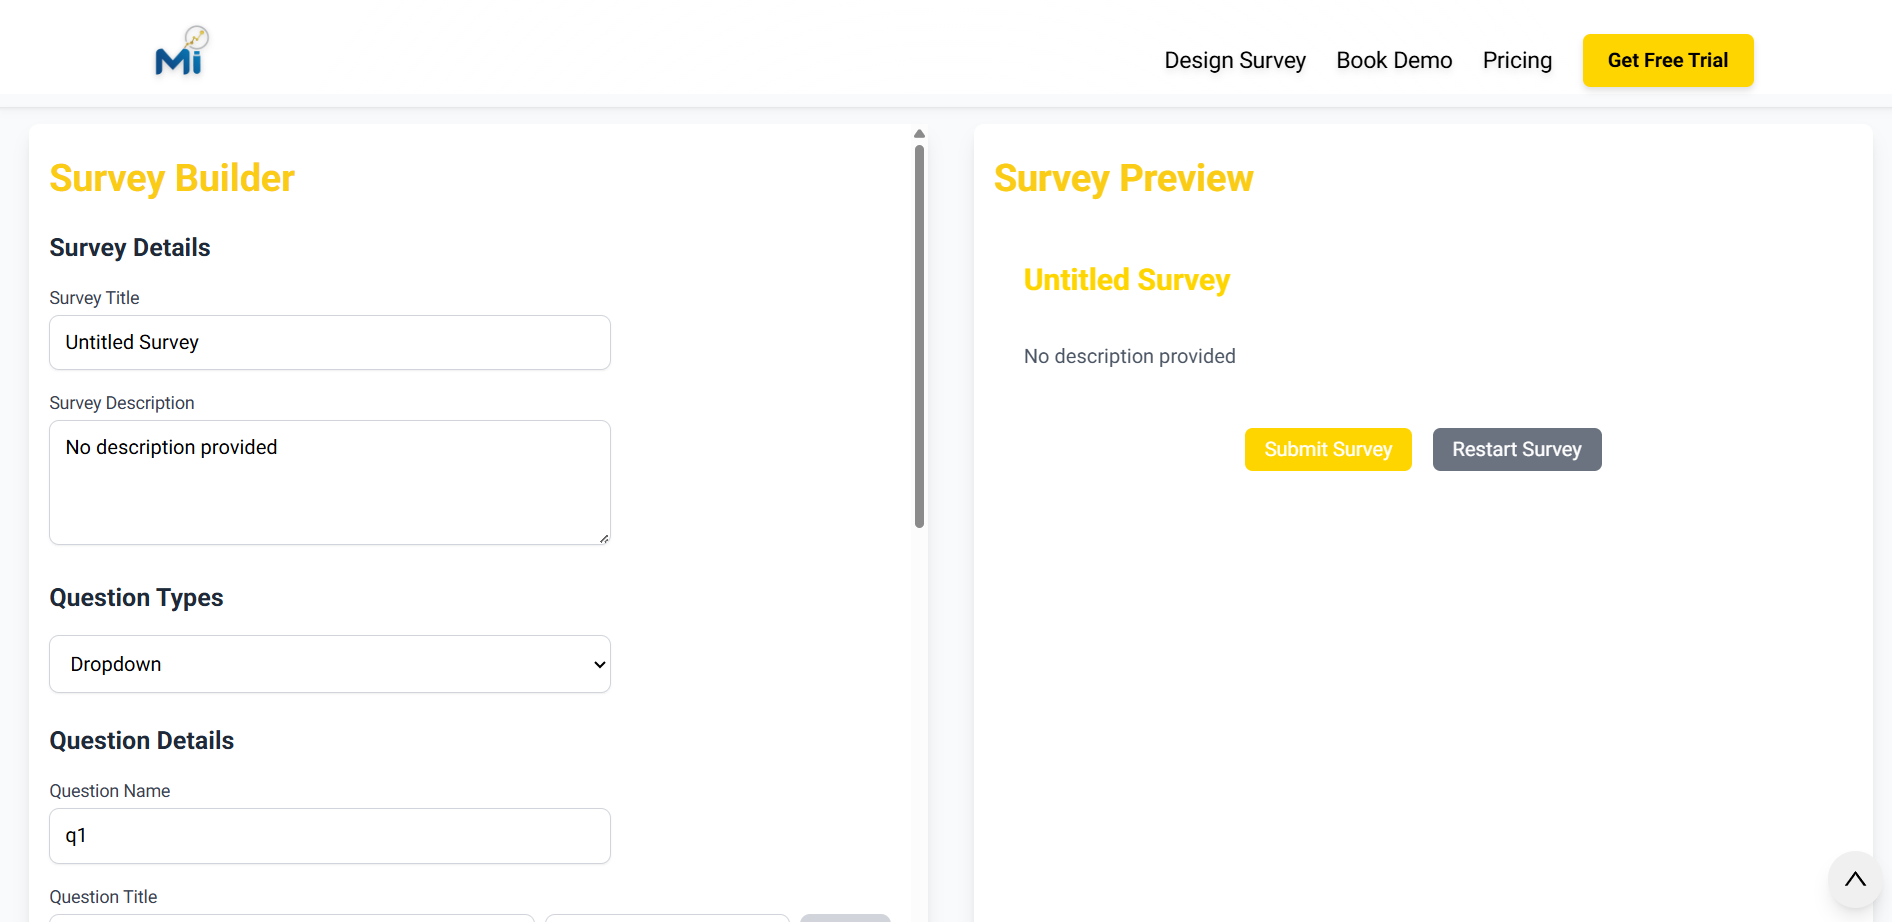 Mi
Design Survey
Book Demo
Pricing
Get Free Trial
Survey Builder
Survey Details
Survey Title
Untitled Survey
Survey Description
No description provided
Question Types
Dropdown
Question Details
Question Name
q1
Question Title
Survey Preview
Untitled Survey
No description provided
Submit Survey
Restart Survey